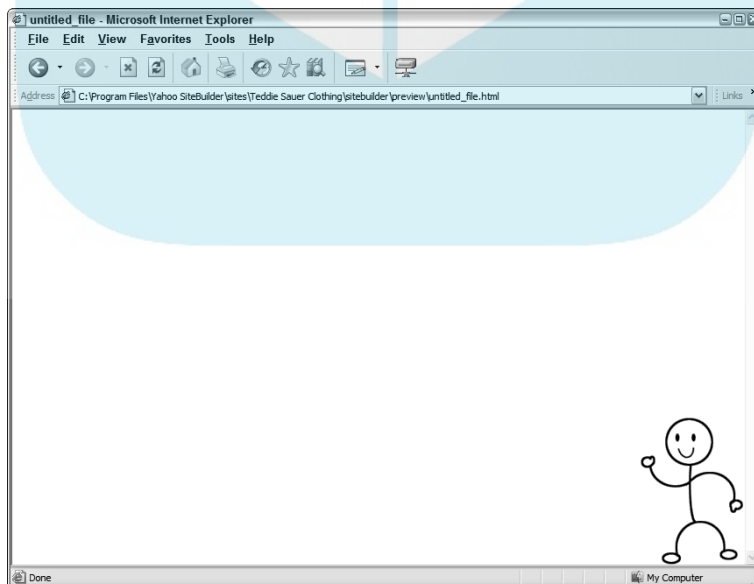 untitled_file - Microsoft Internet Explorer
File Edit View Favorites Tools Help
Address C:\Program Files\Yahoo SiteBuilder\sites\Teddie Sauer Clothing\sitebuilder\preview\untitled_file.html Links »
Done My Computer